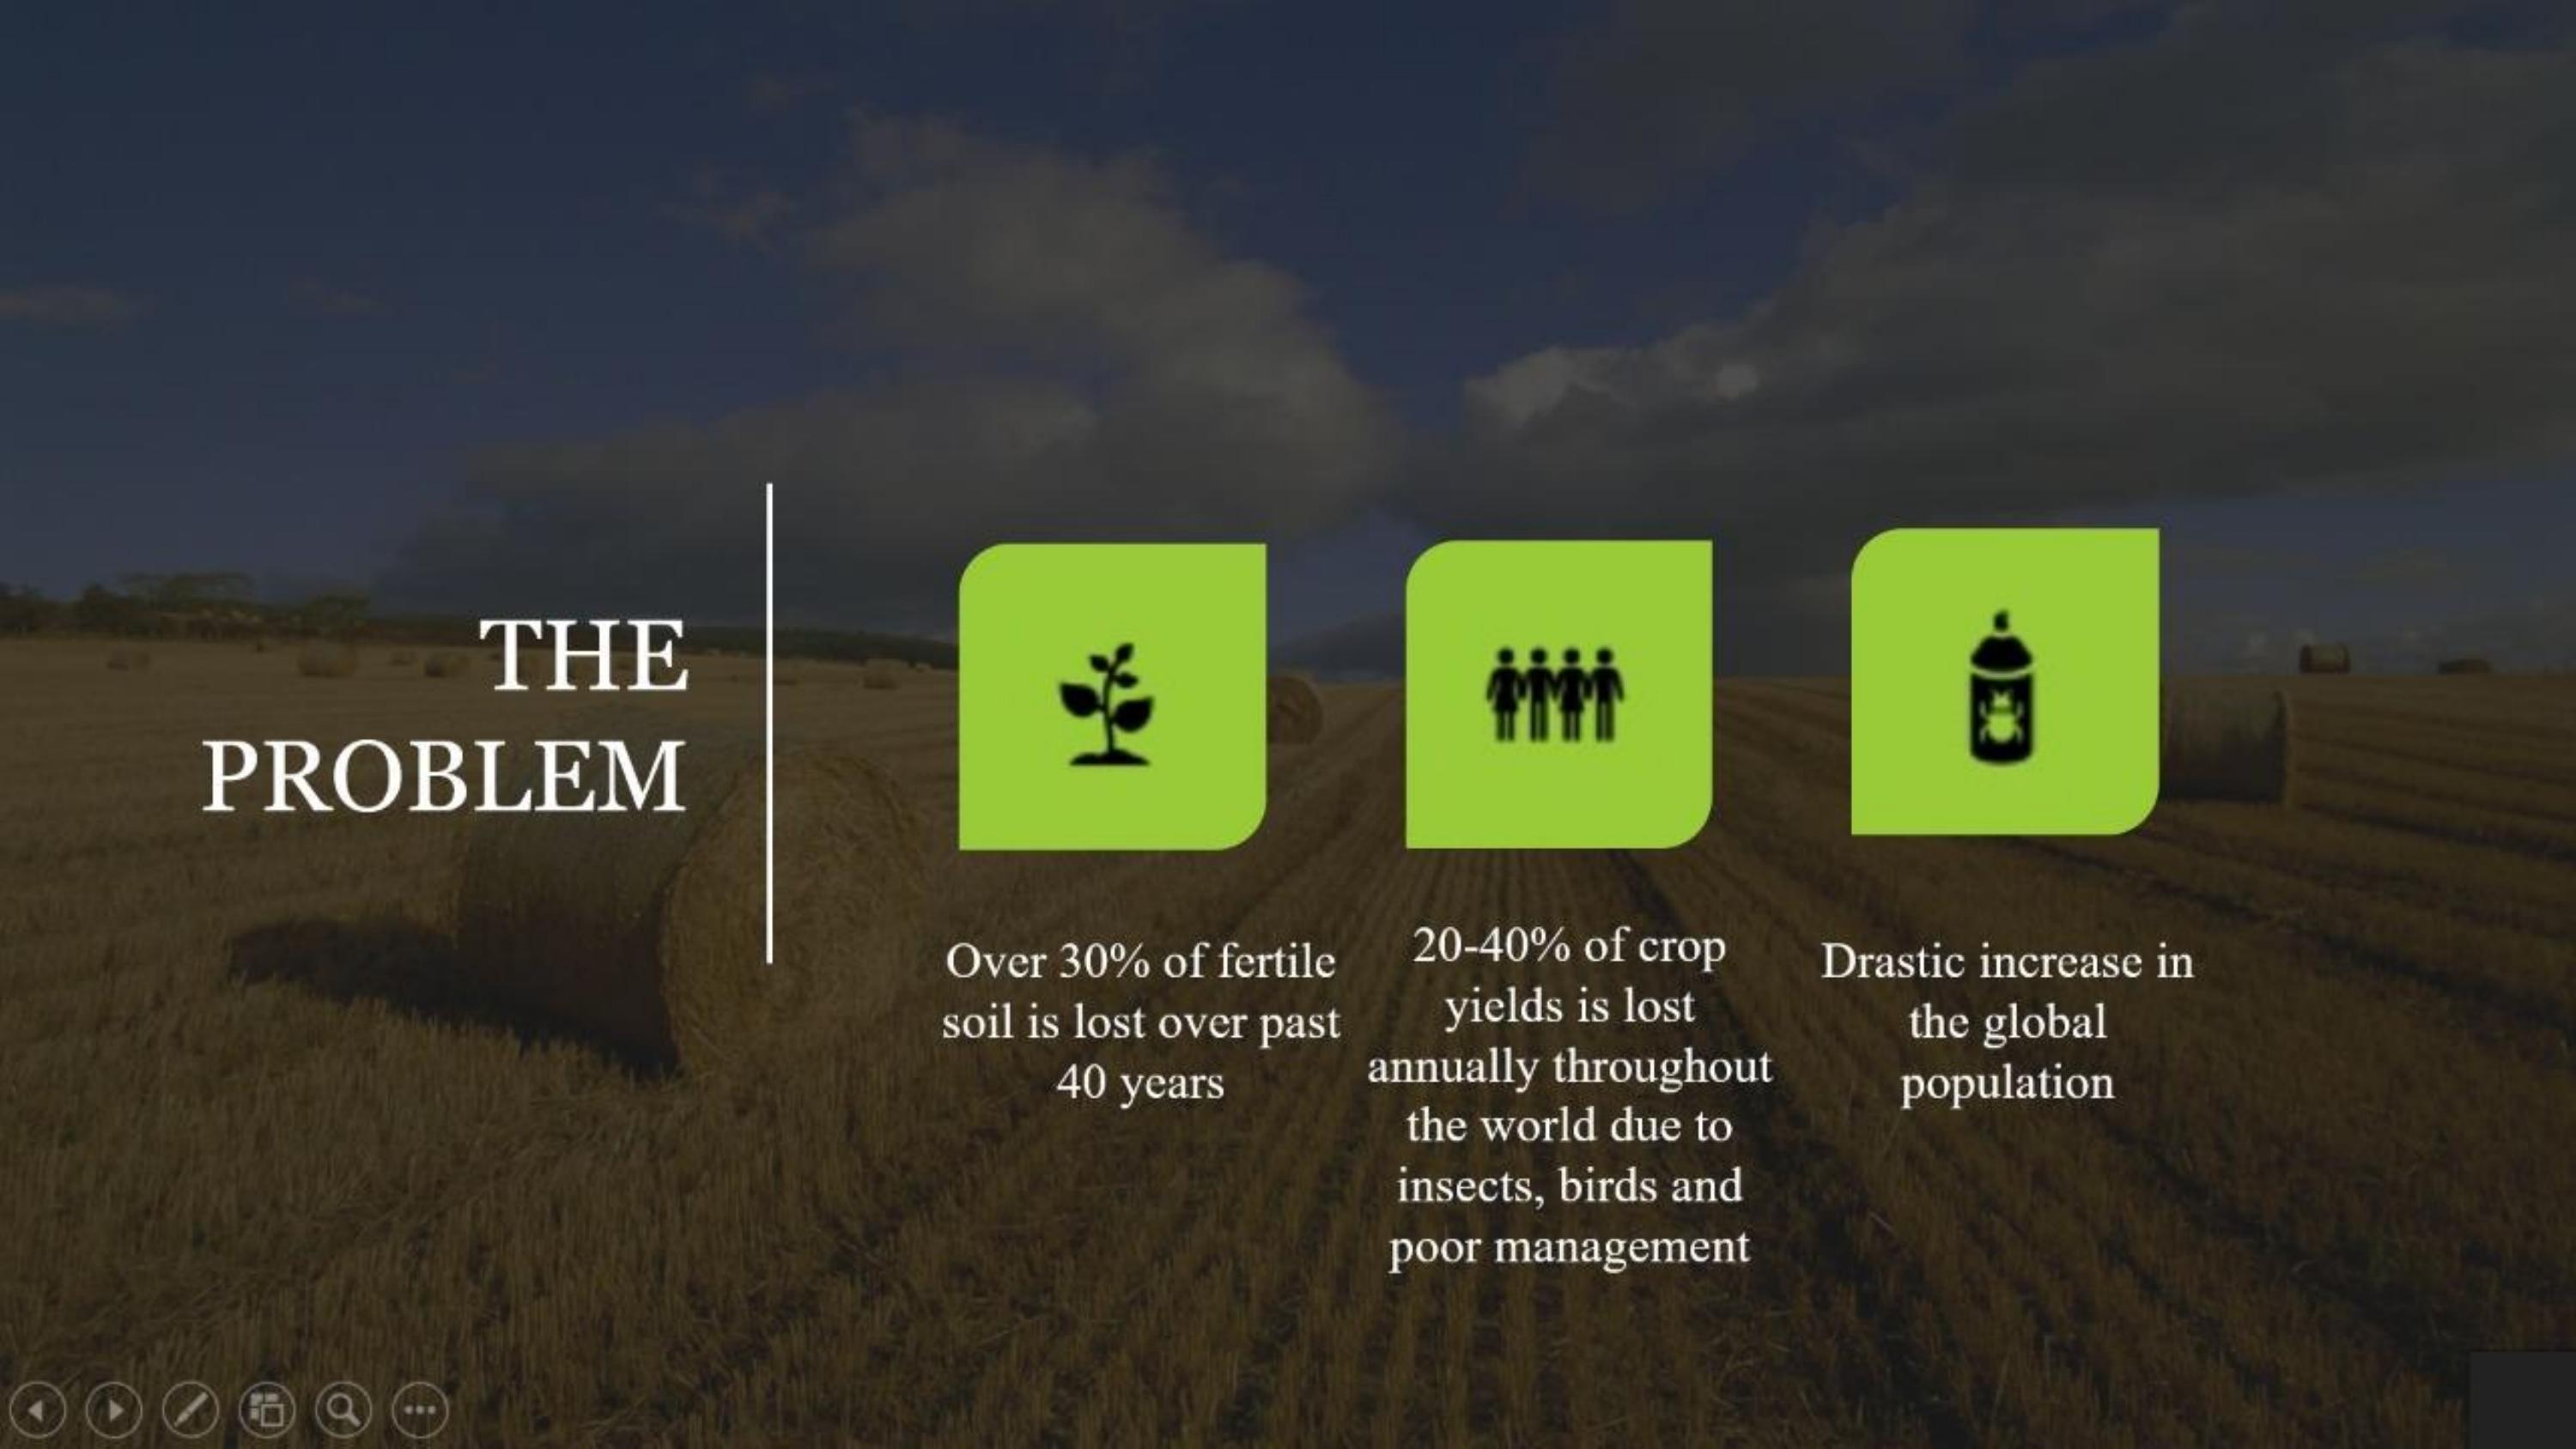 THE
PROBLEM
Over 30% of fertile
soil is lost over past
40 years
20-40% of crop
yields is lost
annually throughout
the world due to
insects, birds and
poor management
Drastic increase in
the global
population